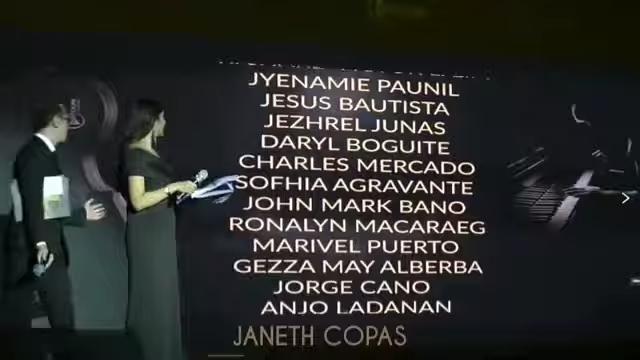 JYENAMIE PAUNIL
JESUS BAUTISTA
JEZHREL JUNAS
DARYL BOGUITE
CHARLES MERCADO
SOFHIA AGRAVANTE
JOHN MARK BANO
RONALYN MACARAEG
MARIVEL PUERTO
GEZZA MAY ALBERBA
JORGE CANO
ANJO LADANAN
JANETH COPAS